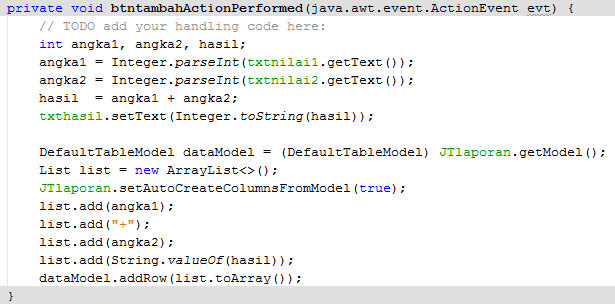 private void btntambahActionPerformed(java.awt.event.ActionEvent evt) {
// TODO add your handling code here:
int angka1, angka2, hasil;
angka1 = Integer.parseInt(txtnilai1.getText());
angka2 = Integer.parseInt(txtnilai2.getText());
hasil  = angka1 + angka2;
txthasil.setText(Integer.toString(hasil));
DefaultTableModel dataModel = (DefaultTableModel) JTlaporan.getModel();
List list = new ArrayList<>();
JTlaporan.setAutoCreateColumnsFromModel(true);
list.add(angka1);
list.add("+");
list.add(angka2);
list.add(String.valueOf(hasil));
dataModel.addRow(list.toArray());
}